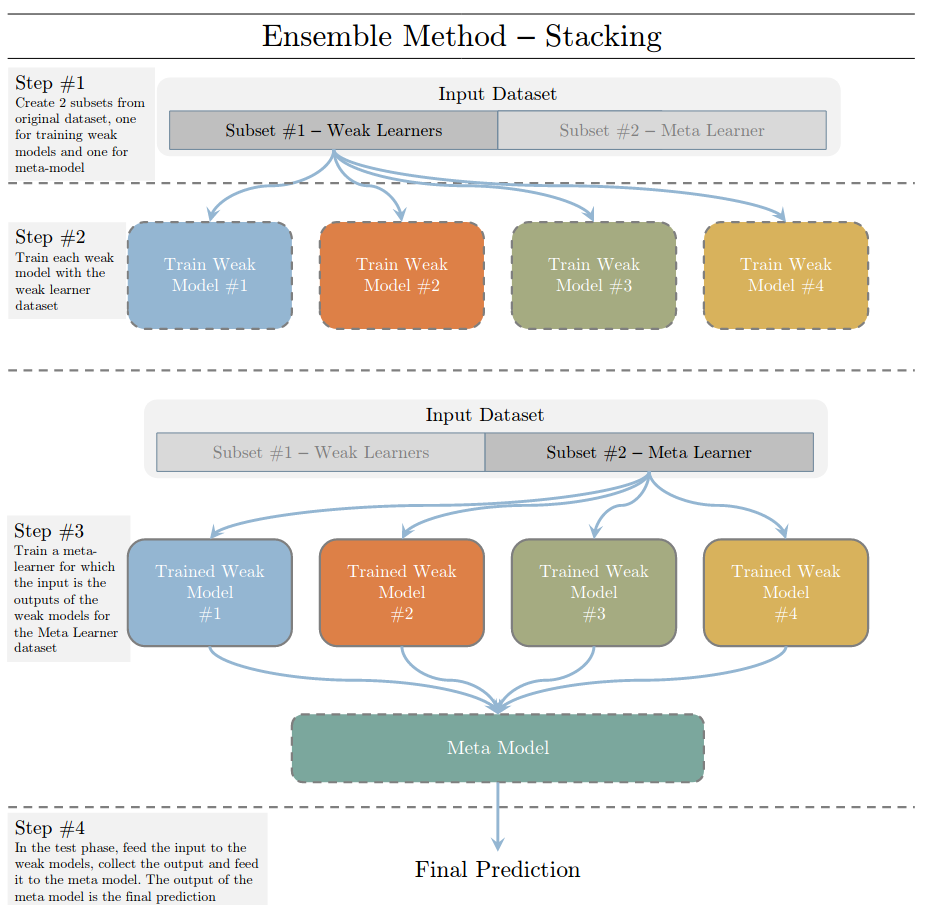 Ensemble Method – Stacking
Step #1
Create 2 subsets from
original dataset, one
for training weak
models and one for
meta-model
Input Dataset
Subset #1 – Weak Learners
Subset #2 – Meta Learner
Step #2
Train each weak
model with the
weak learner
dataset
Train Weak
Model #1
Train Weak
Model #2
Train Weak
Model #3
Train Weak
Model #4
Input Dataset
Subset #1 – Weak Learners
Subset #2 – Meta Learner
Step #3
Train a meta-
learner for which
the input is the
outputs of the
weak models for
the Meta Learner
dataset
Trained Weak
Model
#1
Trained Weak
Model
#2
Trained Weak
Model
#3
Trained Weak
Model
#4
Meta Model
Step #4
In the test phase, feed the input to the
weak models, collect the output and feed
it to the meta model. The output of the
meta model is the final prediction
Final Prediction